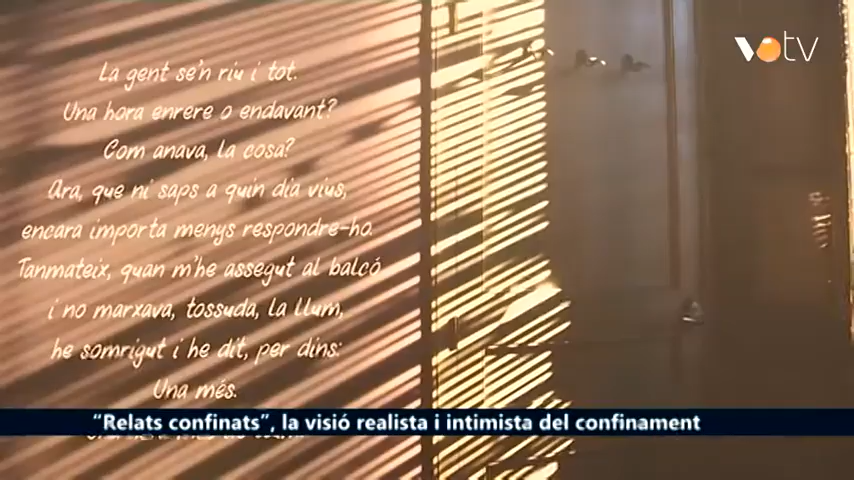 votv
La gent se'n riu i tot.
Una hora enrere o endavant?
Com anava, la cosa?
Ara, que ni saps a quin dia vius,
encara importa menys respondre-ho.
Tanmateix, quan m'he assegut al balcó
i no marxava, tossuda, la llum,
he somrigut i he dit, per dins:
Una més.
"Relats confinats", la visió realista i intimista del confinament